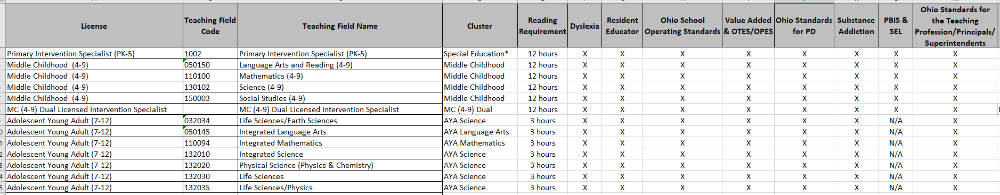 License Teaching Field Code Teaching Field Name Cluster Reading Requirement Dyslexia Resident Educator Ohio School Operating Standards Value Added & OTES/OPES Ohio Standards for PD Substance Addiction PBIS & SEL Ohio Standards for the Teaching Profession/Principals/ Superintendents
Primary Intervention Specialist (PK-5) 1002 Primary Intervention Specialist (PK-5) Special Education* 12 hours X X X X X X X X
Middle Childhood (4-9) 050150 Language Arts and Reading (4-9) Middle Childhood 12 hours X X X X X X X X
Middle Childhood (4-9) 110100 Mathematics (4-9) Middle Childhood 12 hours X X X X X X X X
Middle Childhood (4-9) 130102 Science (4-9) Middle Childhood 12 hours X X X X X X X X
Middle Childhood (4-9) 150003 Social Studies (4-9) Middle Childhood 12 hours X X X X X X X X
MC (4-9) Dual Licensed Intervention Specialist MC (4-9) Dual Licensed Intervention Specialist MC (4-9) Dual 12 hours X X X X X X X X
Adolescent Young Adult (7-12) 032034 Life Sciences/Earth Sciences AYA Science 3 hours X X X X X X N/A X
Adolescent Young Adult (7-12) 050145 Integrated Language Arts AYA Language Arts 3 hours X X X X X X N/A X
Adolescent Young Adult (7-12) 110094 Integrated Mathematics AYA Mathematics 3 hours X X X X X X N/A X
Adolescent Young Adult (7-12) 132010 Integrated Science AYA Science 3 hours X X X X X X N/A X
Adolescent Young Adult (7-12) 132020 Physical Science (Physics & Chemistry) AYA Science 3 hours X X X X X X N/A X
Adolescent Young Adult (7-12) 132030 Life Sciences AYA Science 3 hours X X X X X X N/A X
Adolescent Young Adult (7-12) 132035 Life Sciences/Physics AYA Science 3 hours X X X X X X N/A X